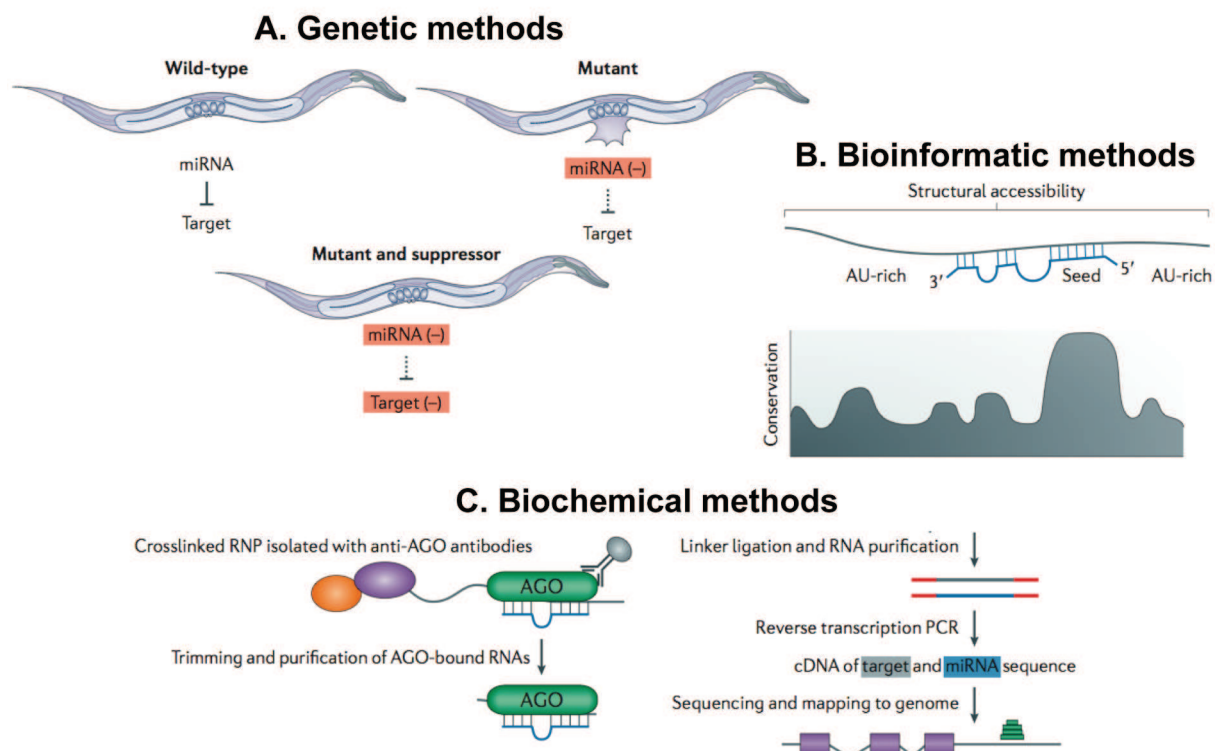 A. Genetic methods
Wild-type
Mutant
miRNA
Target
miRNA (–)
Target
Mutant and suppressor
miRNA (–)
Target (–)
B. Bioinformatic methods
Structural accessibility
AU-rich 3′ Seed 5′ AU-rich
Conservation
C. Biochemical methods
Crosslinked RNP isolated with anti-AGO antibodies
AGO
Trimming and purification of AGO-bound RNAs
AGO
Linker ligation and RNA purification
Reverse transcription PCR
cDNA of target and miRNA sequence
Sequencing and mapping to genome